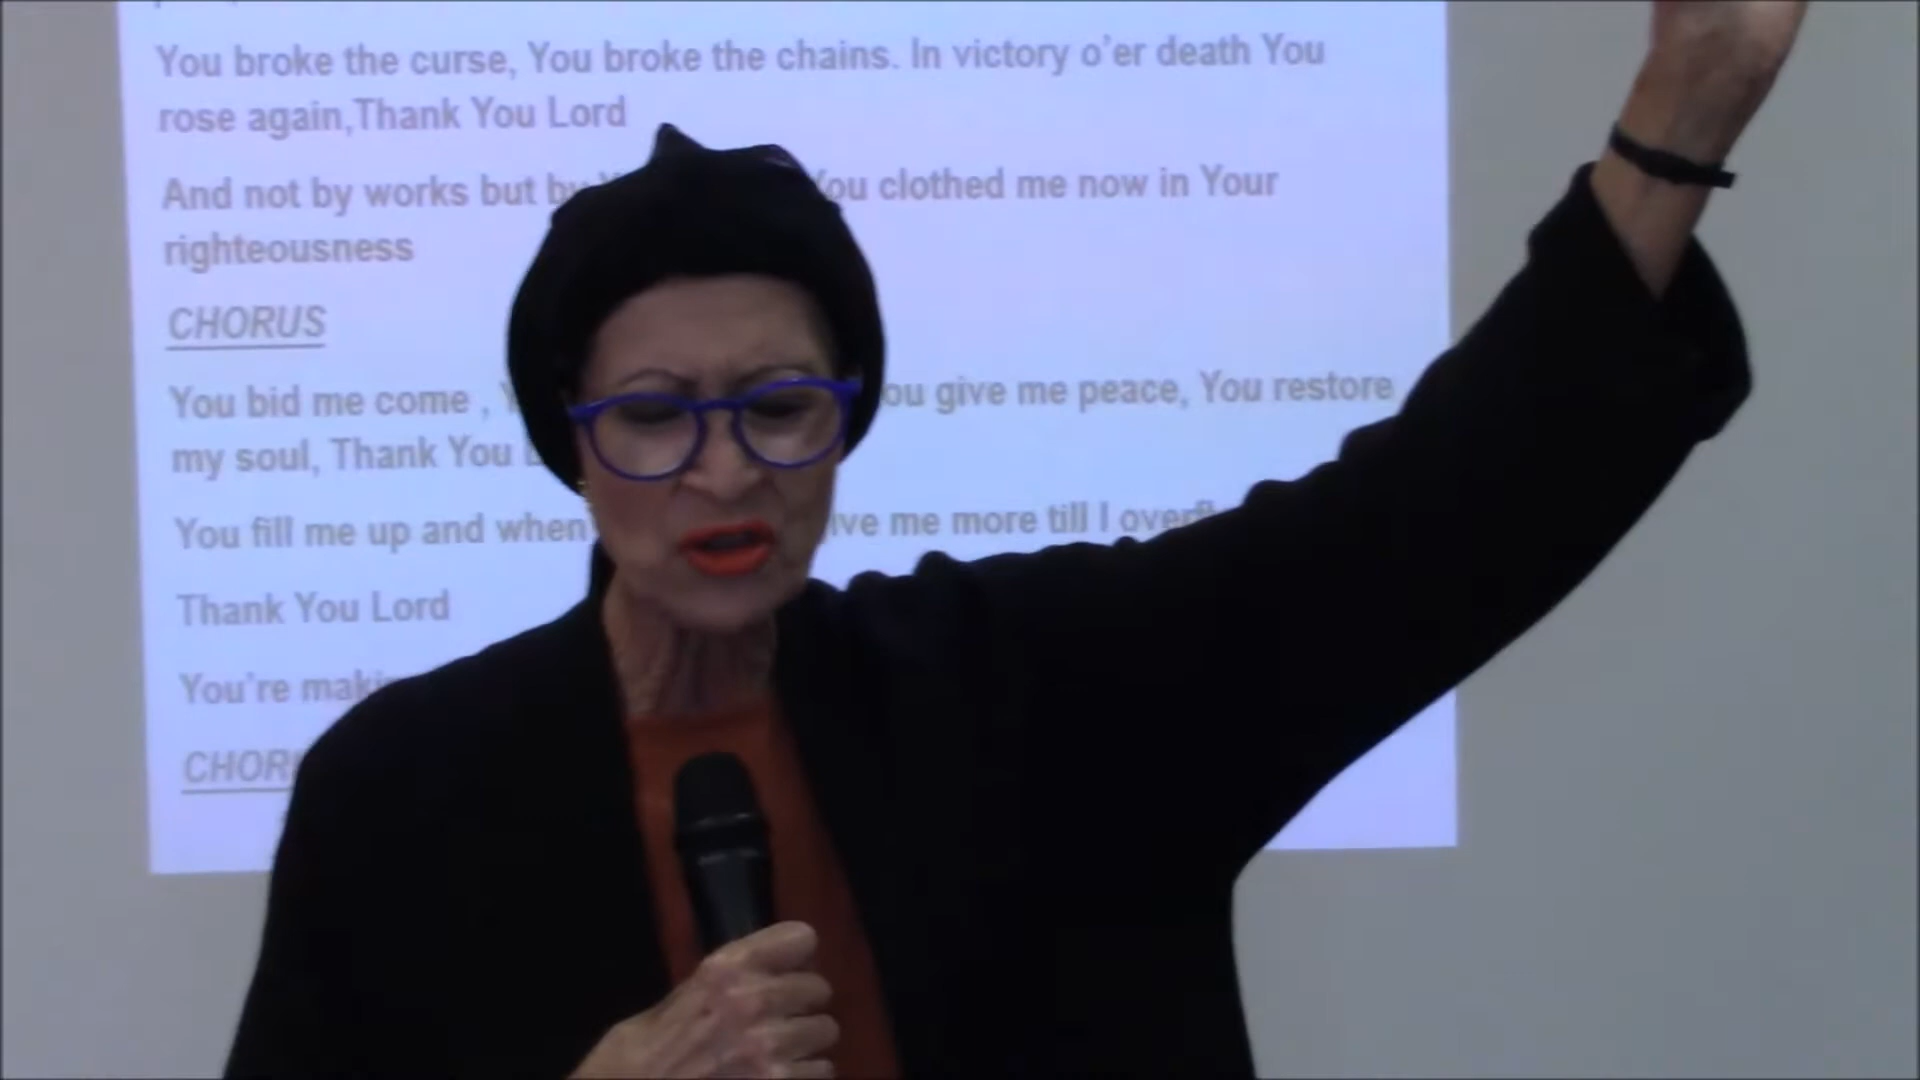 You broke the curse, You broke the chains. In victory o'er death You
rose again,Thank You Lord
And not by works but by You clothed me now in Your
righteousness
CHORUS
You bid me come , You give me peace, You restore
my soul, Thank You
You fill me up and when give me more till I
Thank You Lord
You're